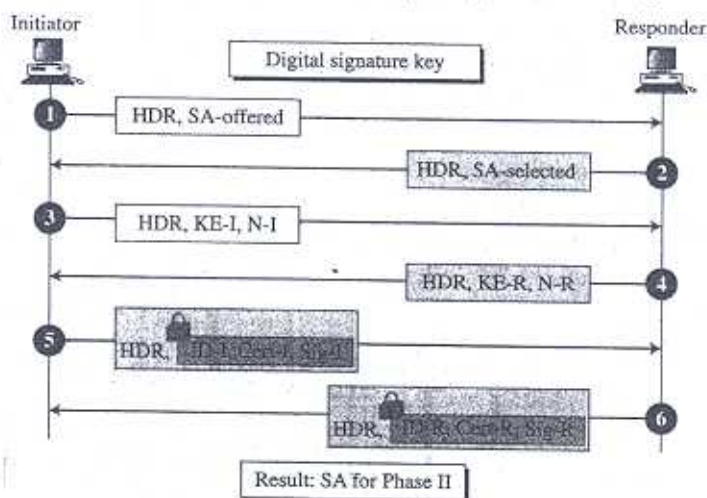 Initiator
Responder
Digital signature key
1
HDR, SA-offered
HDR, SA-selected
2
3
HDR, KE-I, N-I
HDR, KE-R, N-R
4
5
HDR, ID-I, Cert-I, Sig-I
HDR, ID-R, Cert-R, Sig-R
6
Result: SA for Phase II